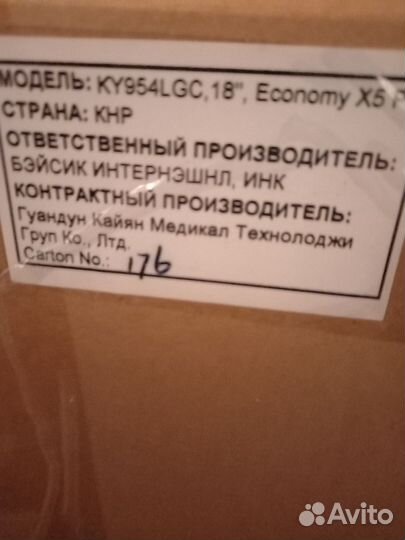 МОДЕЛЬ: KY954LGC,18", Economy X5
СТРАНА: КНР
ОТВЕТСТВЕННЫЙ ПРОИЗВОДИТЕЛЬ:
БЭЙСИК ИНТЕРНЭШНЛ, ИНК
КОНТРАКТНЫЙ ПРОИЗВОДИТЕЛЬ:
Гуандун Кайян Медикал Технолоджи
Груп Ко., Лтд.
Carton No.: 176
Avito